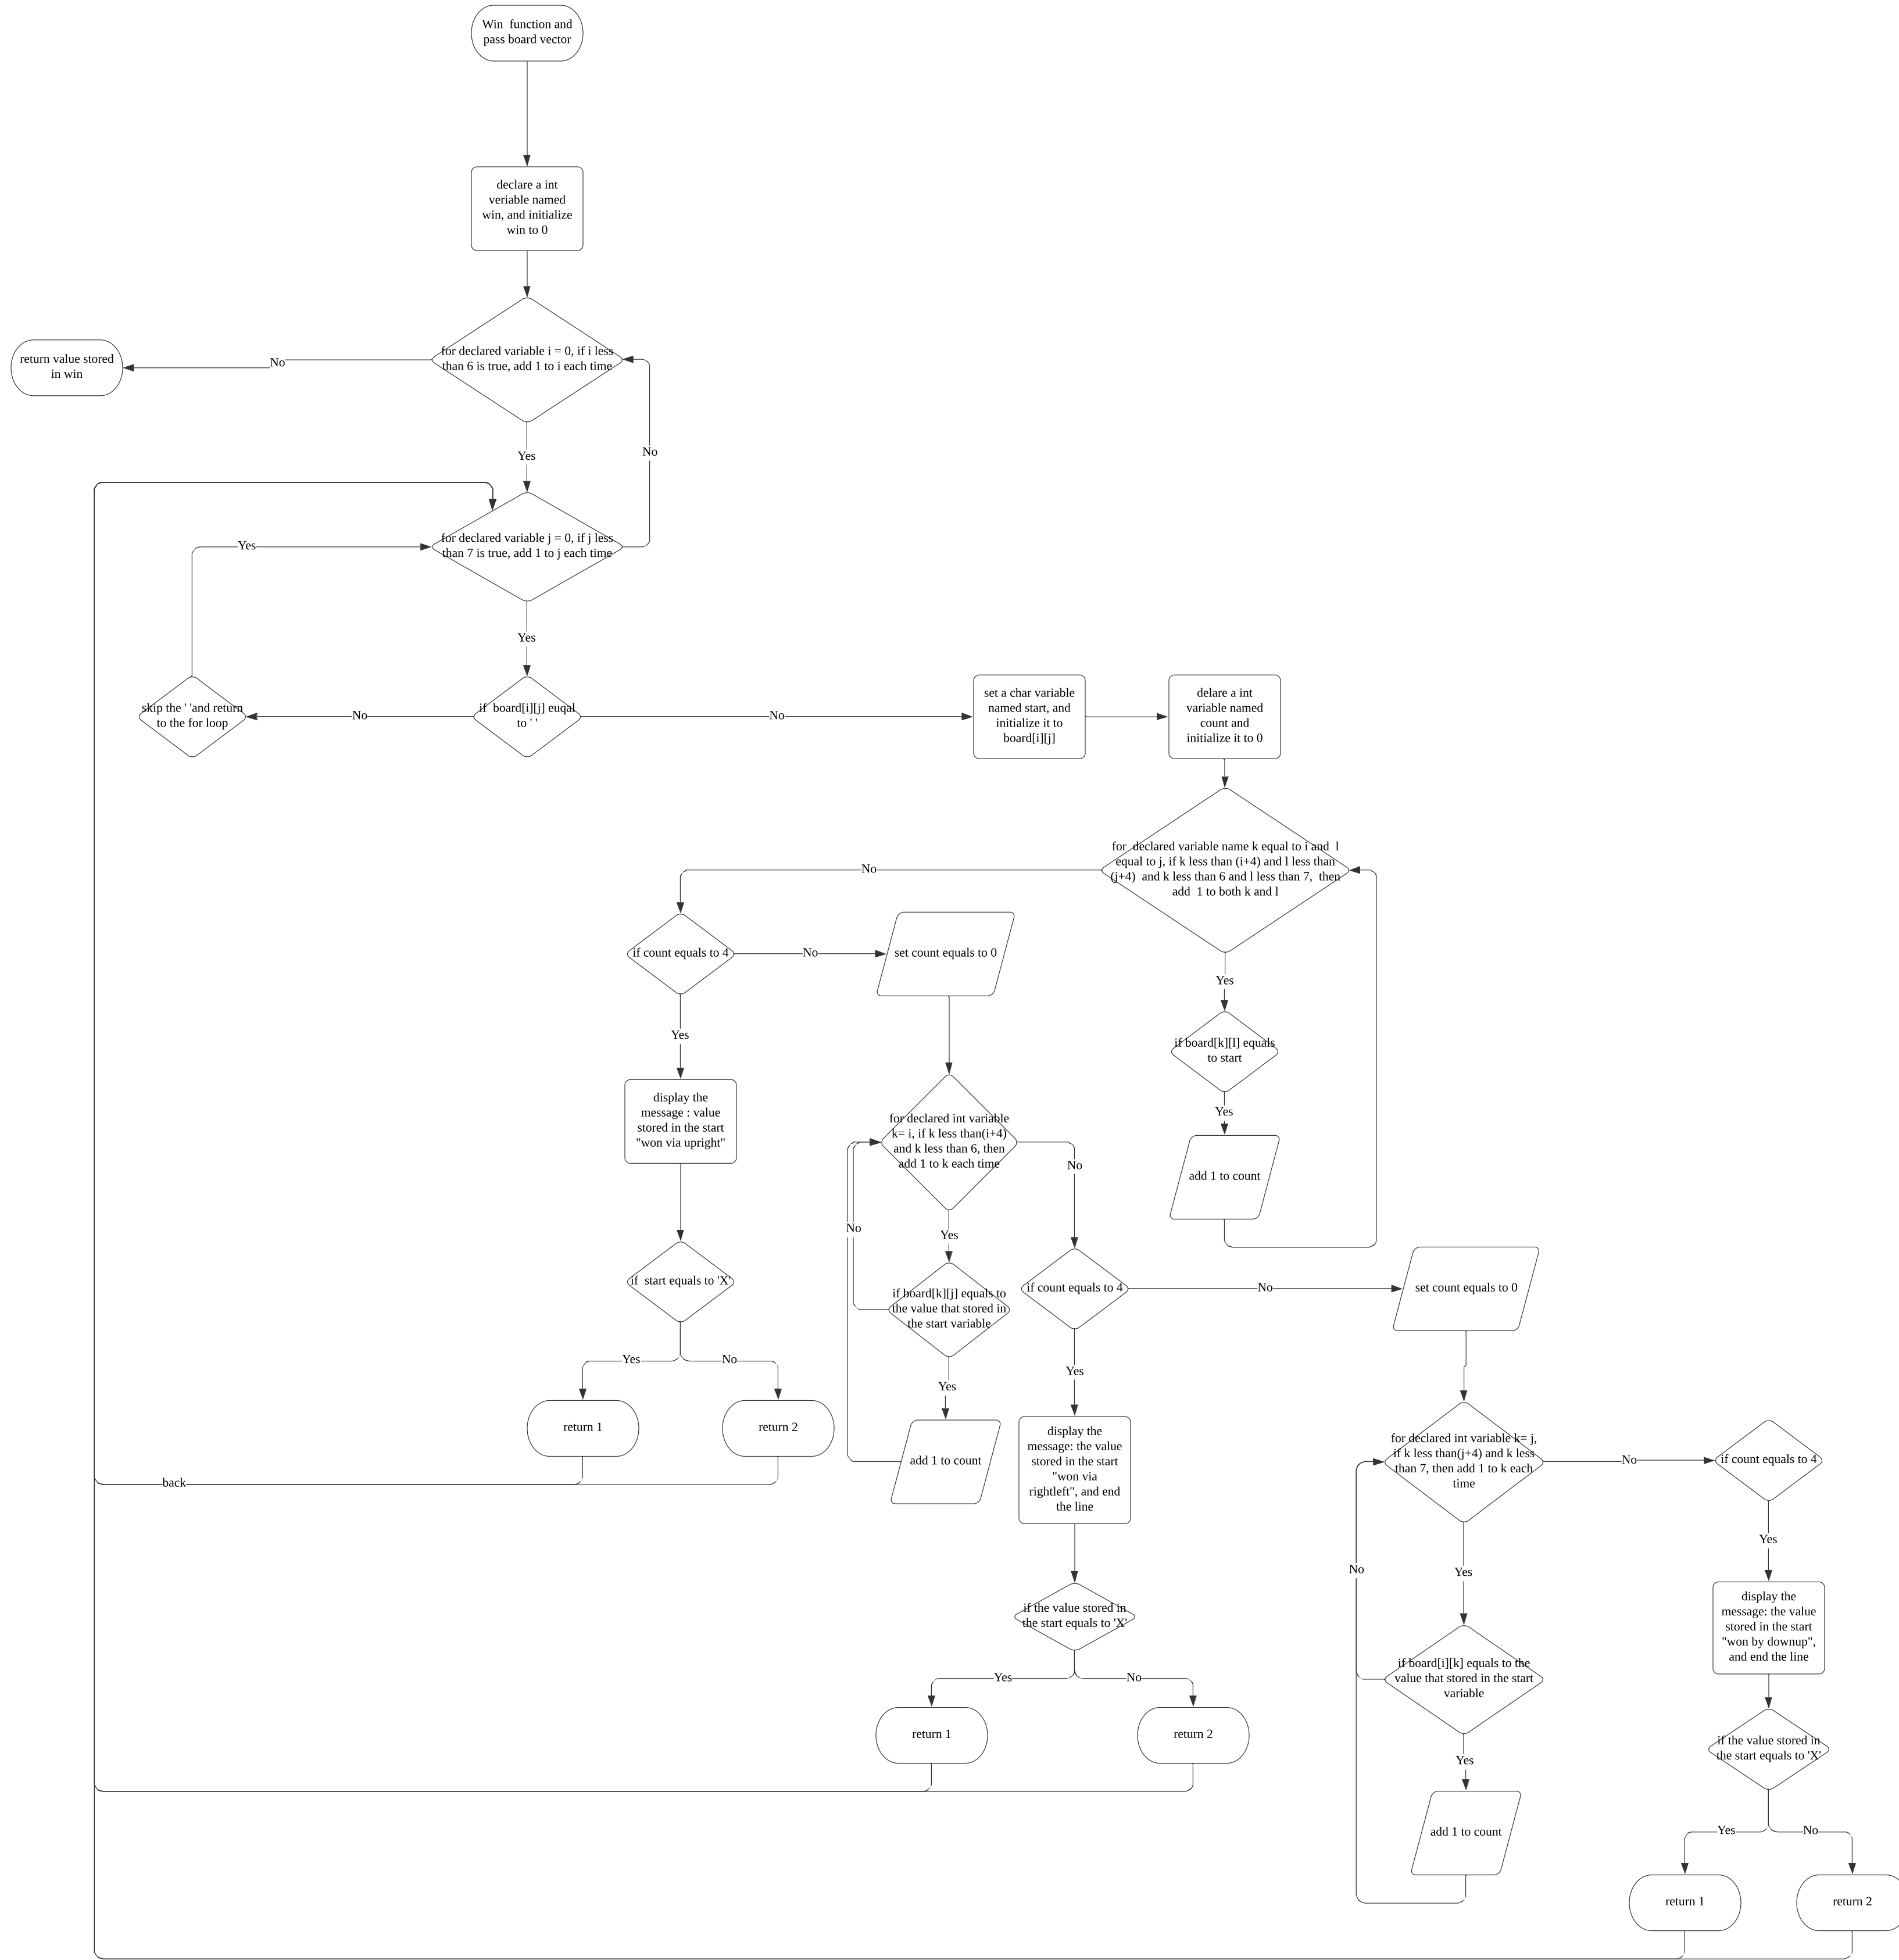 Win  function and
pass board vector
declare a int
veriable named
win, and initialize
win to 0
for declared variable i = 0, if i less
than 6 is true, add 1 to i each time
No
return value stored
in win
No
Yes
for declared variable j = 0, if j less
than 7 is true, add 1 to j each time
Yes
Yes
skip the ' 'and return
to the for loop
No
if  board[i][j] euqal
to ' '
No
set a char variable
named start, and
initialize it to
board[i][j]
delare a int
variable named
count and
initialize it to 0
for  declared variable name k equal to i and  l
equal to j, if k less than (i+4) and l less than
(j+4)  and k less than 6 and l less than 7,  then
add  1 to both k and l
No
if count equals to 4
No
set count equals to 0
Yes
if board[k][l] equals
to start
Yes
add 1 to count
Yes
display the
message : value
stored in the start
"won via upright"
for declared int variable
k= i, if k less than(i+4)
and k less than 6, then
add 1 to k each time
No
No
Yes
if  start equals to 'X'
if board[k][j] equals to
the value that stored in
the start variable
if count equals to 4
No
set count equals to 0
Yes
No
return 1
return 2
back
Yes
add 1 to count
Yes
display the
message: the value
stored in the start
"won via
rightleft", and end
the line
for declared int variable k= j,
if k less than(j+4) and k less
than 7, then add 1 to k each
time
No
if count equals to 4
Yes
No
Yes
display the
message: the value
stored in the start
"won by downup",
and end the line
if the value stored in
the start equals to 'X'
Yes
No
return 1
return 2
if board[i][k] equals to the
value that stored in the start
variable
Yes
add 1 to count
if the value stored in
the start equals to 'X'
Yes
No
return 1
return 2